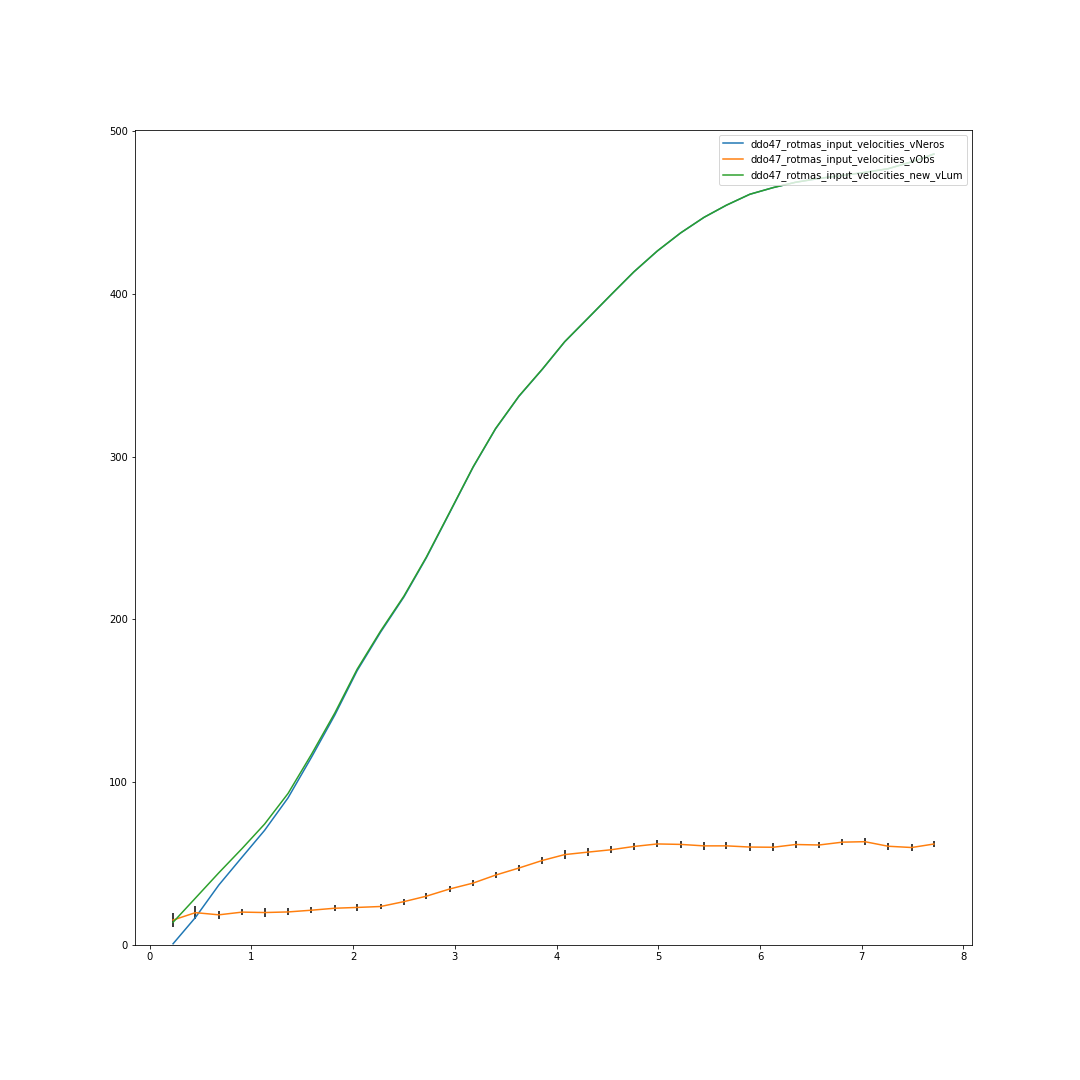 500
400
300
200
100
0
0 1 2 3 4 5 6 7 8
ddo47_rotmas_input_velocities_vNeros
ddo47_rotmas_input_velocities_vObs
ddo47_rotmas_input_velocities_new_vLum